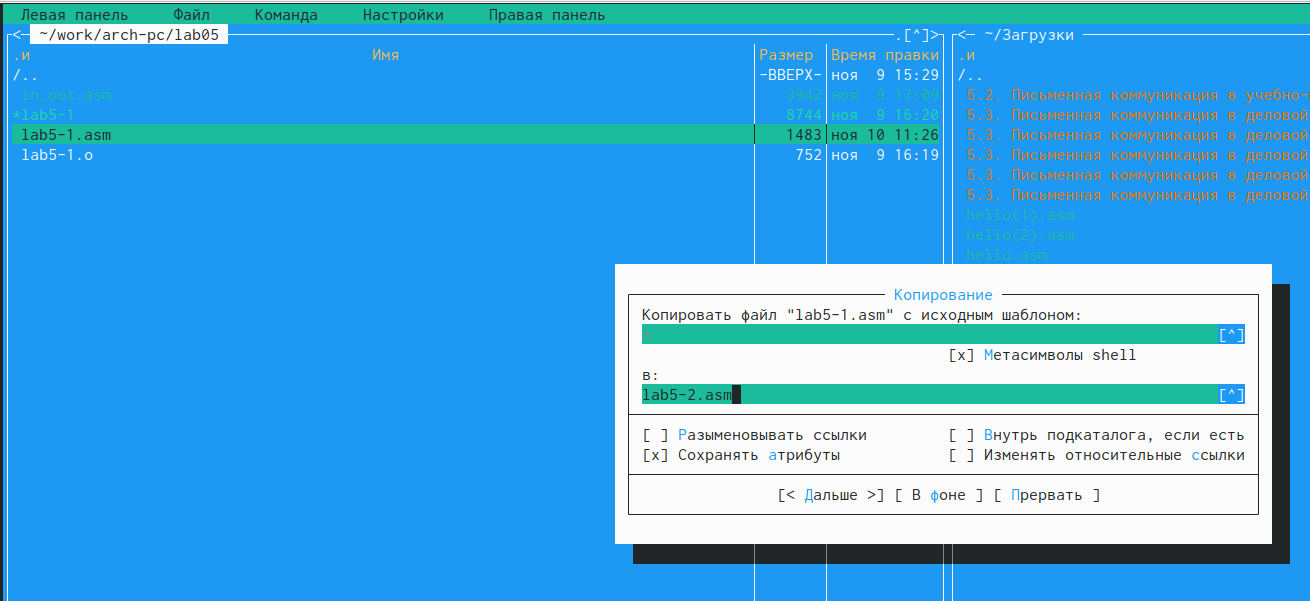 Левая панель Файл Команда Настройки Правая панель
<─ ~/work/arch-pc/lab05 .[^]> <─ ~/Загрузки
.и Имя Размер Время правки .и
/.. -ВВЕРХ- ноя 9 15:29 /..
in_out.asm 3942 ноя 9 17:09 5.2. Письменная коммуникация в учебно-
*lab5-1 8744 ноя 9 16:20 5.3. Письменная коммуникация в деловой
lab5-1.asm 1483 ноя 10 11:26 5.3. Письменная коммуникация в деловой
lab5-1.o 752 ноя 9 16:19 5.3. Письменная коммуникация в деловой
5.3. Письменная коммуникация в деловой
5.3. Письменная коммуникация в деловой
hello(1).asm
hello(2).asm
hello.asm
Копирование
Копировать файл "lab5-1.asm" с исходным шаблоном:
* [^]
[x] Метасимволы shell
в:
lab5-2.asm [^]
[ ] Разыменовывать ссылки [ ] Внутрь подкаталога, если есть
[x] Сохранять атрибуты [ ] Изменять относительные ссылки
[< Дальше >] [ В фоне ] [ Прервать ]